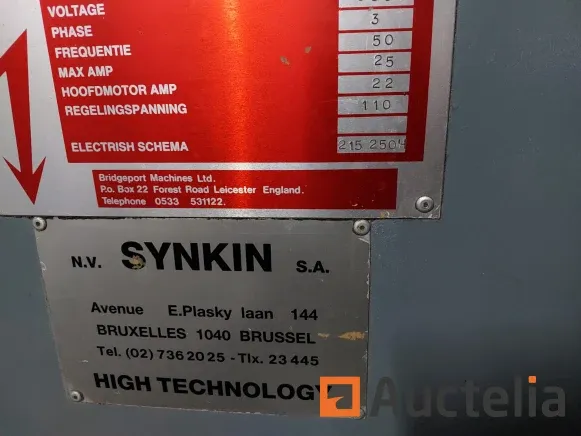 VOLTAGE
PHASE 3
FREQUENTIE 50
MAX AMP 25
HOOFDMOTOR AMP 22
REGELINGSPANNING 110
ELECTRISH SCHEMA 215 2504
Bridgeport Machines Ltd.
P.o. Box 22 Forest Road Leicester England.
Telephone 0533 531122.
N.V. SYNKIN S.A.
Avenue E.Plasky laan 144
BRUXELLES 1040 BRUSSEL
Tel. (02) 736 20 25 - Tlx. 23 445
HIGH TECHNOLOGY
Auctelia